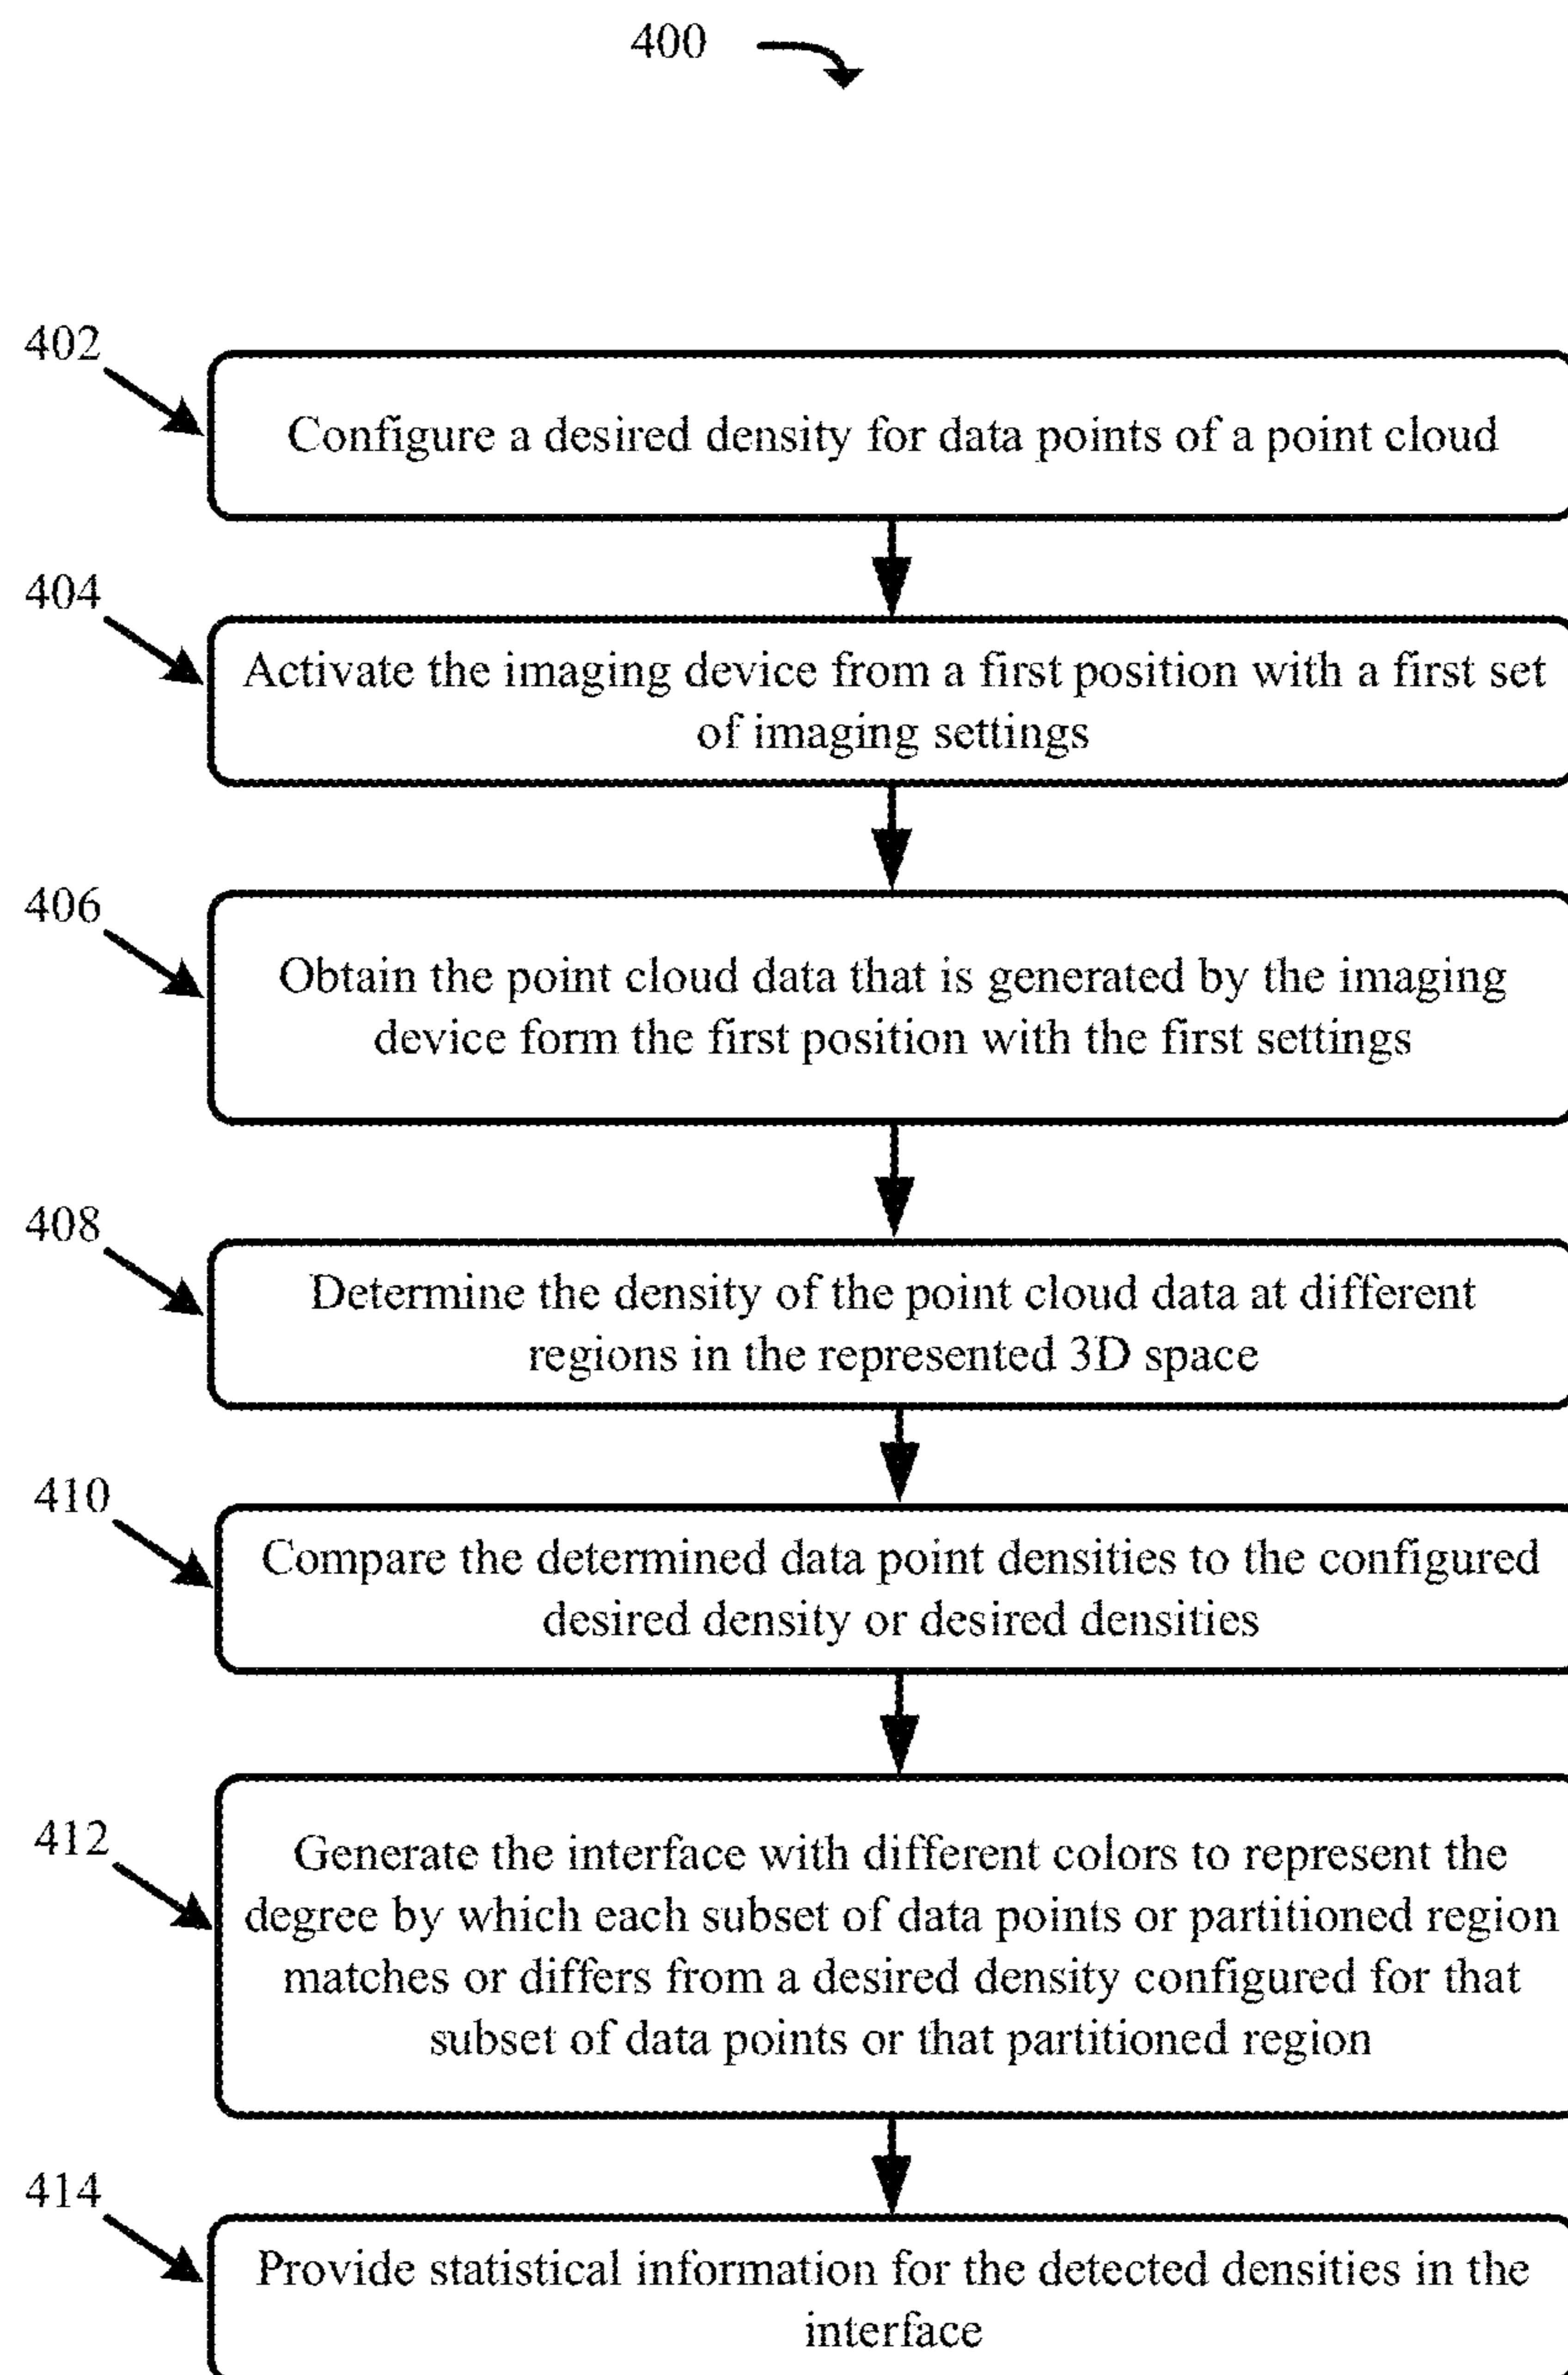 400
402
Configure a desired density for data points of a point cloud
404
Activate the imaging device from a first position with a first set
of imaging settings
406
Obtain the point cloud data that is generated by the imaging
device form the first position with the first settings
408
Determine the density of the point cloud data at different
regions in the represented 3D space
410
Compare the determined data point densities to the configured
desired density or desired densities
412
Generate the interface with different colors to represent the
degree by which each subset of data points or partitioned region
matches or differs from a desired density configured for that
subset of data points or that partitioned region
414
Provide statistical information for the detected densities in the
interface